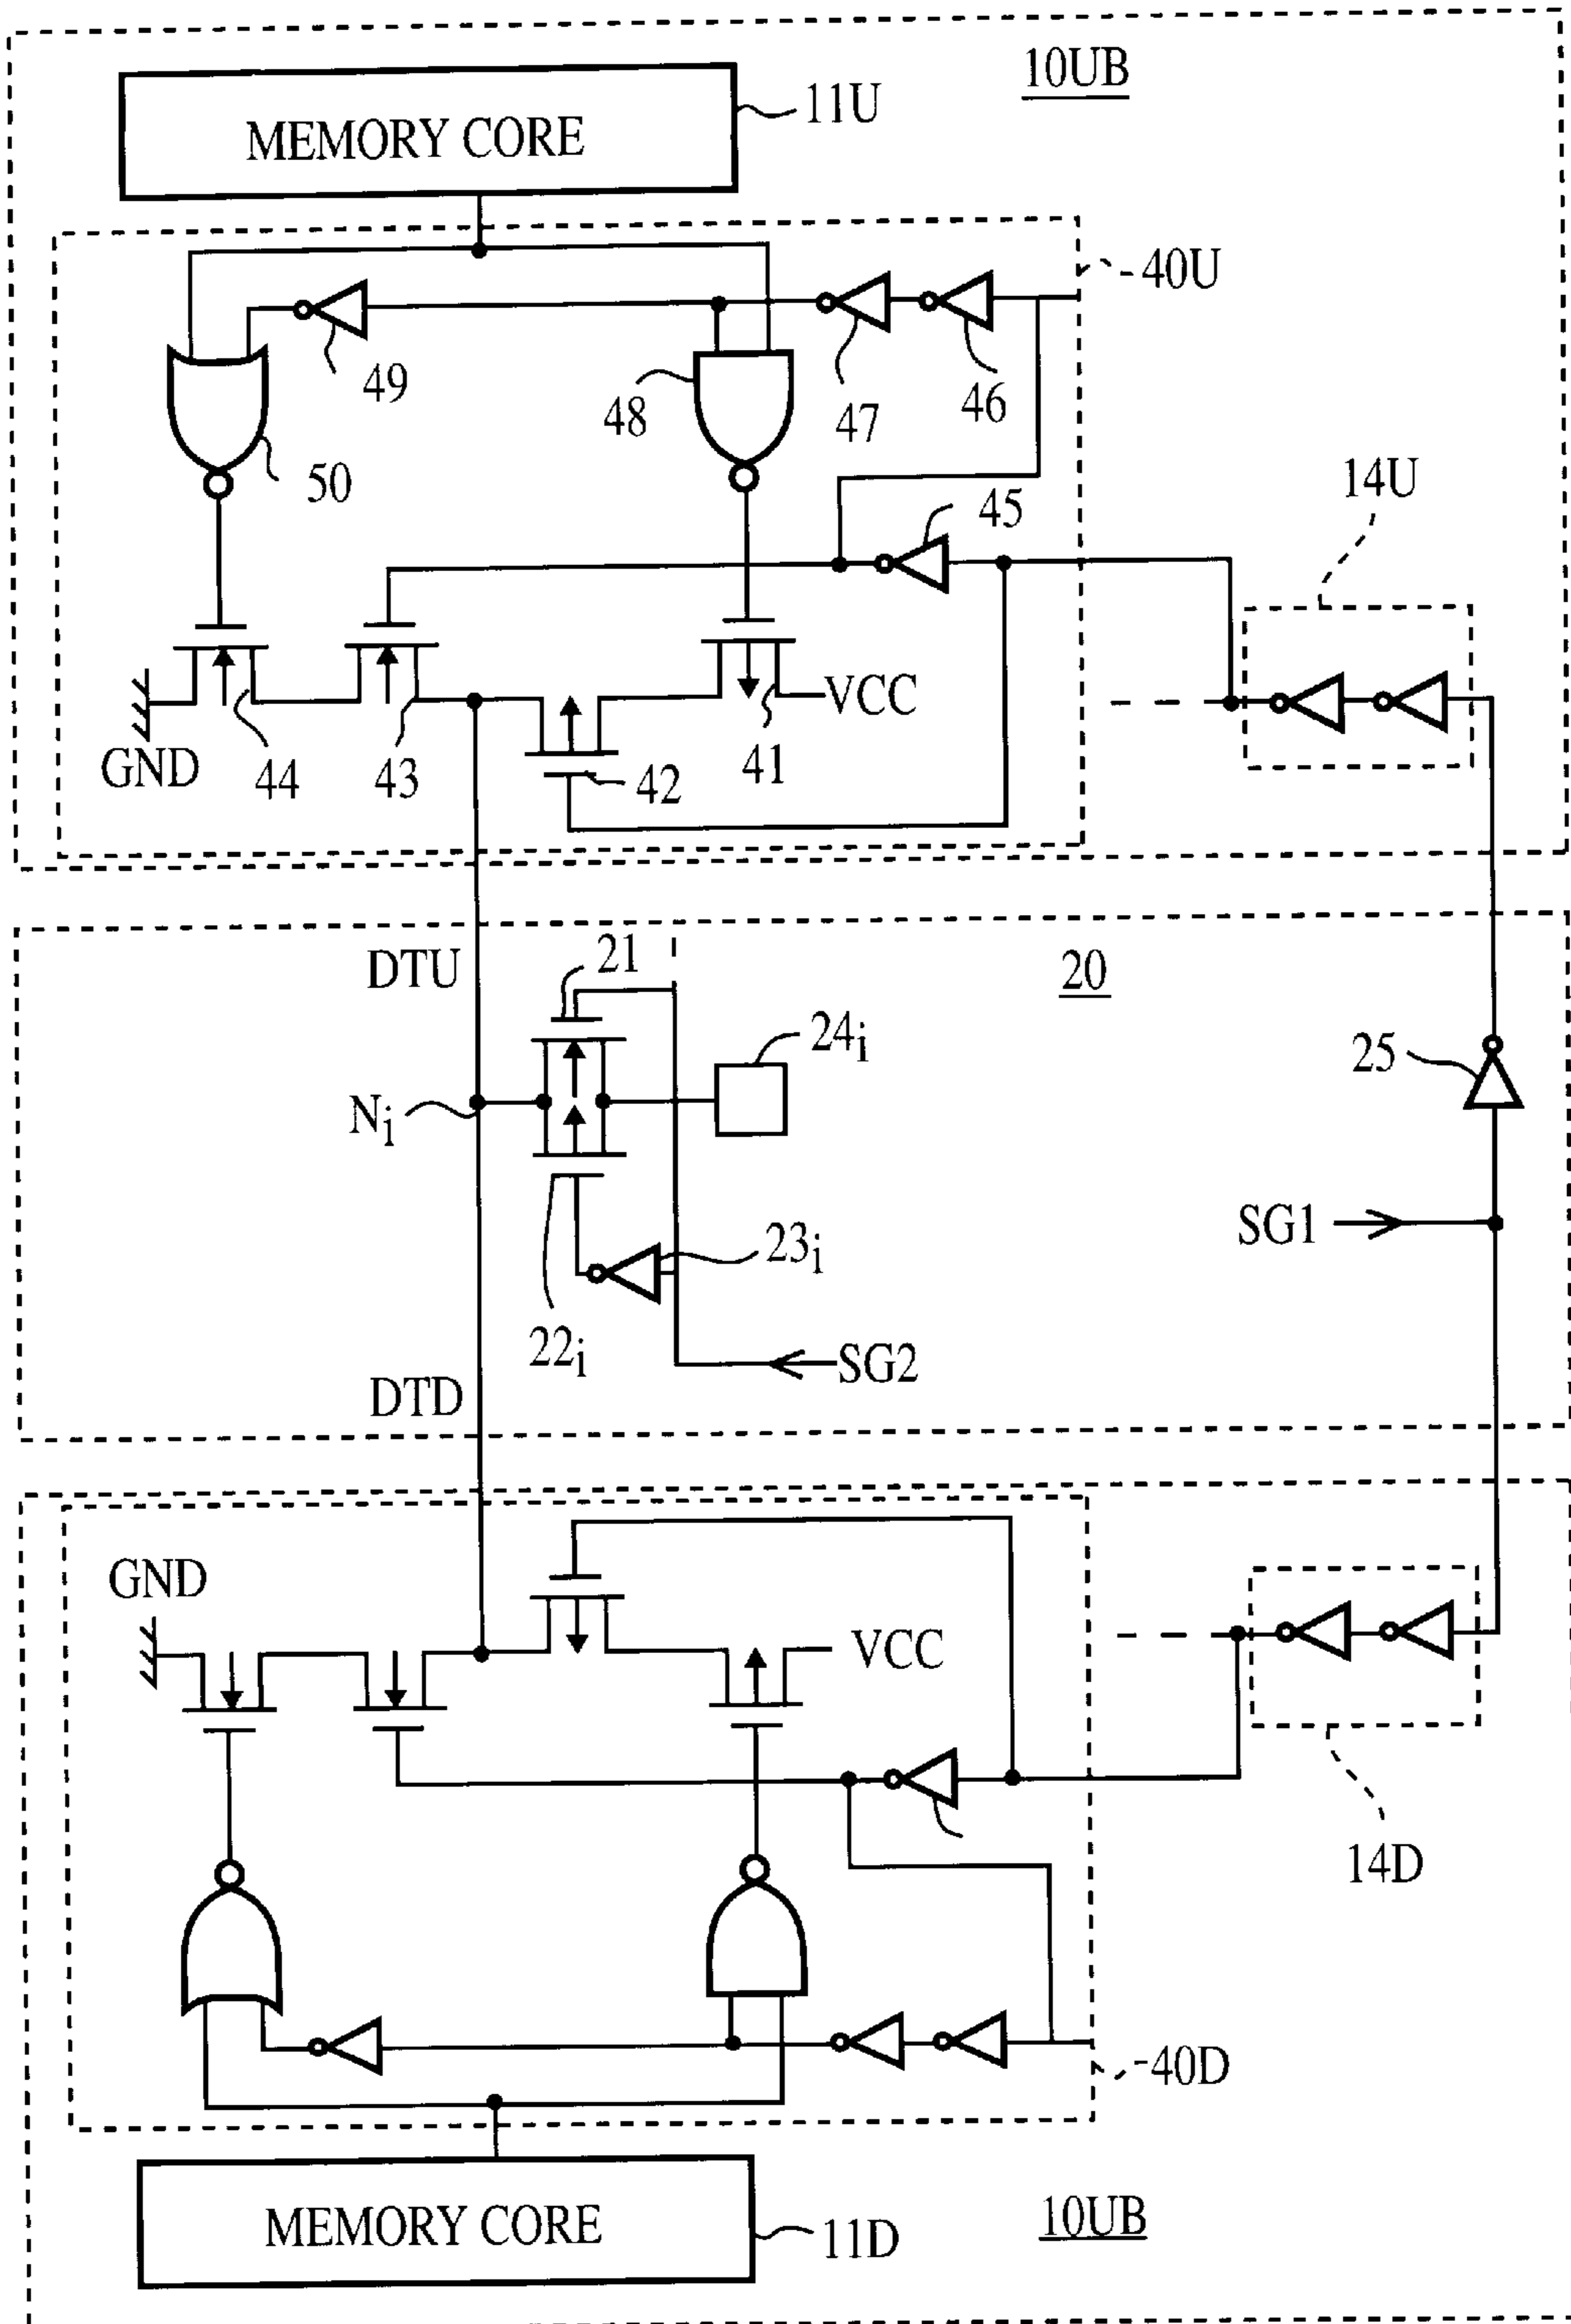 10UB
MEMORY CORE
11U
40U
49
48
47
46
50
14U
45
VCC
GND
44
43
42
41
DTU
21
20
24i
25
Ni
SG1
23i
22i
SG2
DTD
GND
VCC
14D
40D
MEMORY CORE
11D
10UB